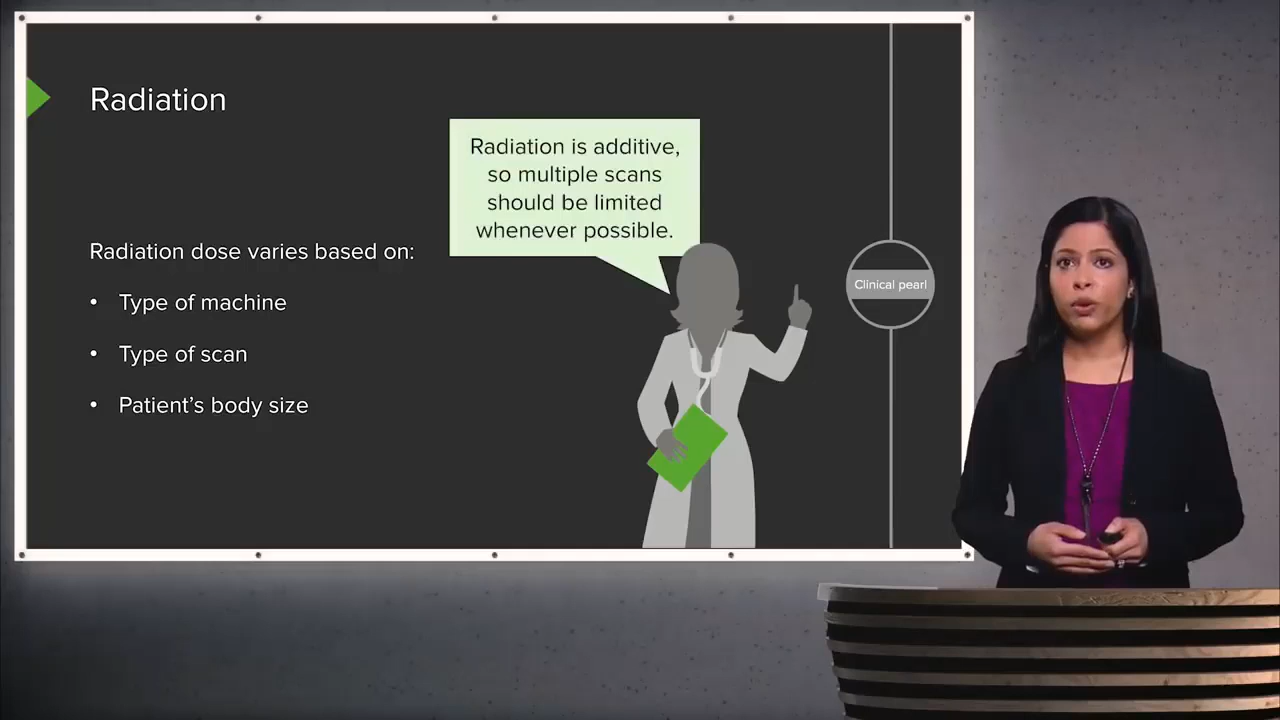 Radiation
Radiation is additive,
so multiple scans
should be limited
whenever possible.
Radiation dose varies based on:
• Type of machine
• Type of scan
• Patient’s body size
Clinical pearl